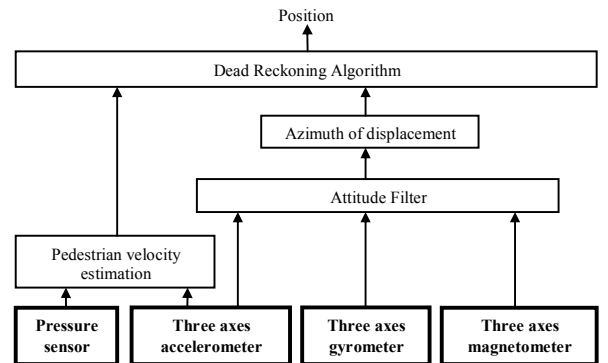 Position
Dead Reckoning Algorithm
Azimuth of displacement
Attitude Filter
Pedestrian velocity
estimation
Pressure
sensor
Three axes
accelerometer
Three axes
gyrometer
Three axes
magnetometer